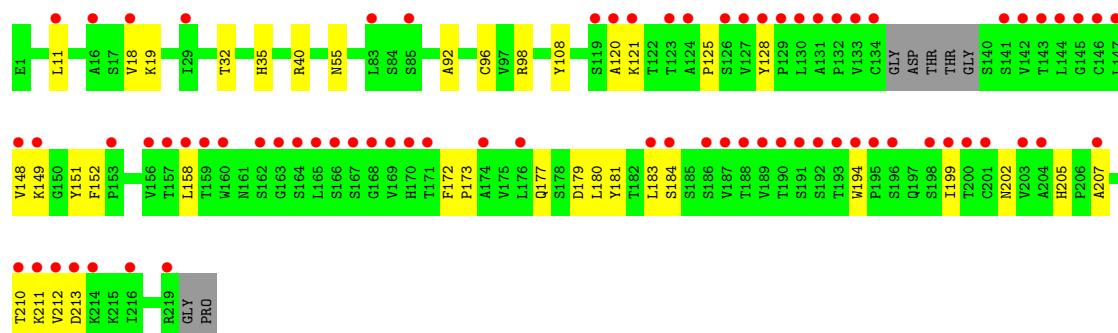 E1 L11 A16 S17 V18 K19 I29 T32 H35 R40 N55 L83 S84 S85 A92 C96 V97 R98 Y108 S119 A120 K121 T122 T123 A124 P125 S126 V127 Y128 P129 L130 A131 P132 V133 C134 GLY ASP THR THR GLY S140 S141 V142 T143 L144 G145 C146 L147
V148 K149 G150 Y151 F152 P153 V156 T157 L158 T159 W160 N161 S162 G163 S164 L165 S166 S167 G168 V169 H170 T171 F172 P173 A174 V175 L176 Q177 S178 D179 L180 Y181 T182 L183 S184 S185 S186 V187 T188 V189 T190 S191 S192 T193 W194 P195 S196 Q197 S198 I199 T200 C201 N202 V203 A204 H205 P206 A207
T210 K211 V212 D213 K214 K215 I216 R219 GLY PRO